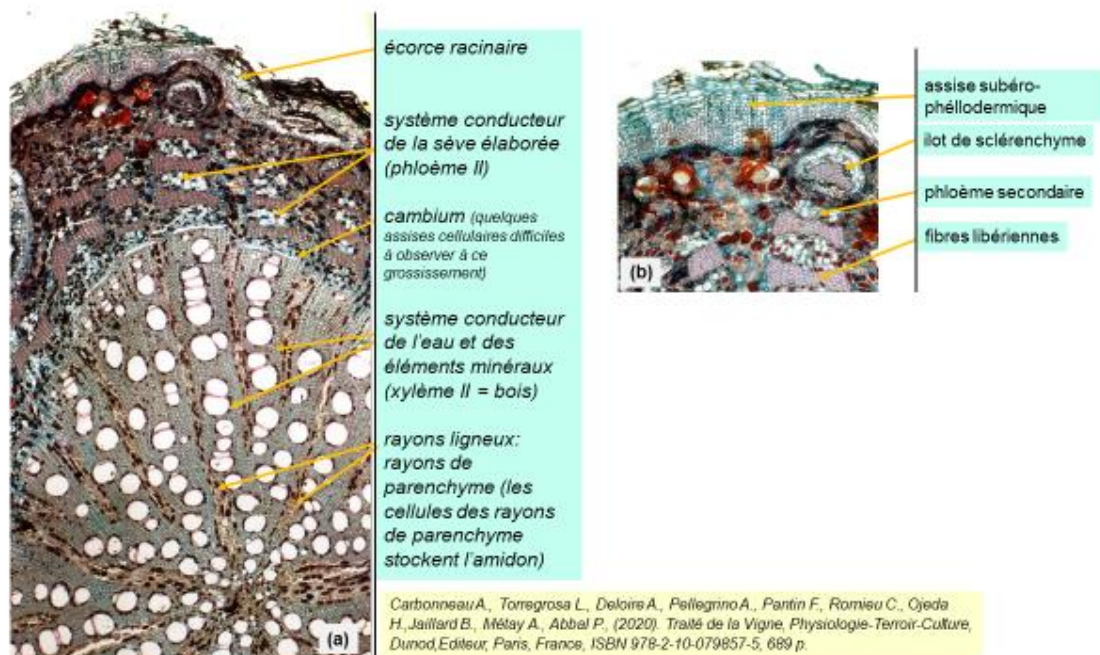 écorce racinaire
système conducteur
de la sève élaborée
(phloème II)
cambium (quelques
assises cellulaires difficiles
à observer à ce
grossissement)
système conducteur
de l'eau et des
éléments minéraux
(xylème II = bois)
rayons ligneux:
rayons de
parenchyme (les
cellules des rayons
de parenchyme
stockent l'amidon)
(a)
assise subéro-
phéllodermique
ilot de sclérenchyme
phloème secondaire
fibres libériennes
(b)
Carbonneau A., Torregrosa L., Deloire A., Pellegrino A., Pantin F., Romieu C., Ojeda
H., Jaillard B., Métay A., Abbal P., (2020). Traité de la Vigne, Physiologie-Terroir-Culture,
Dunod,Editeur, Paris, France, ISBN 978-2-10-079857-5, 689 p.